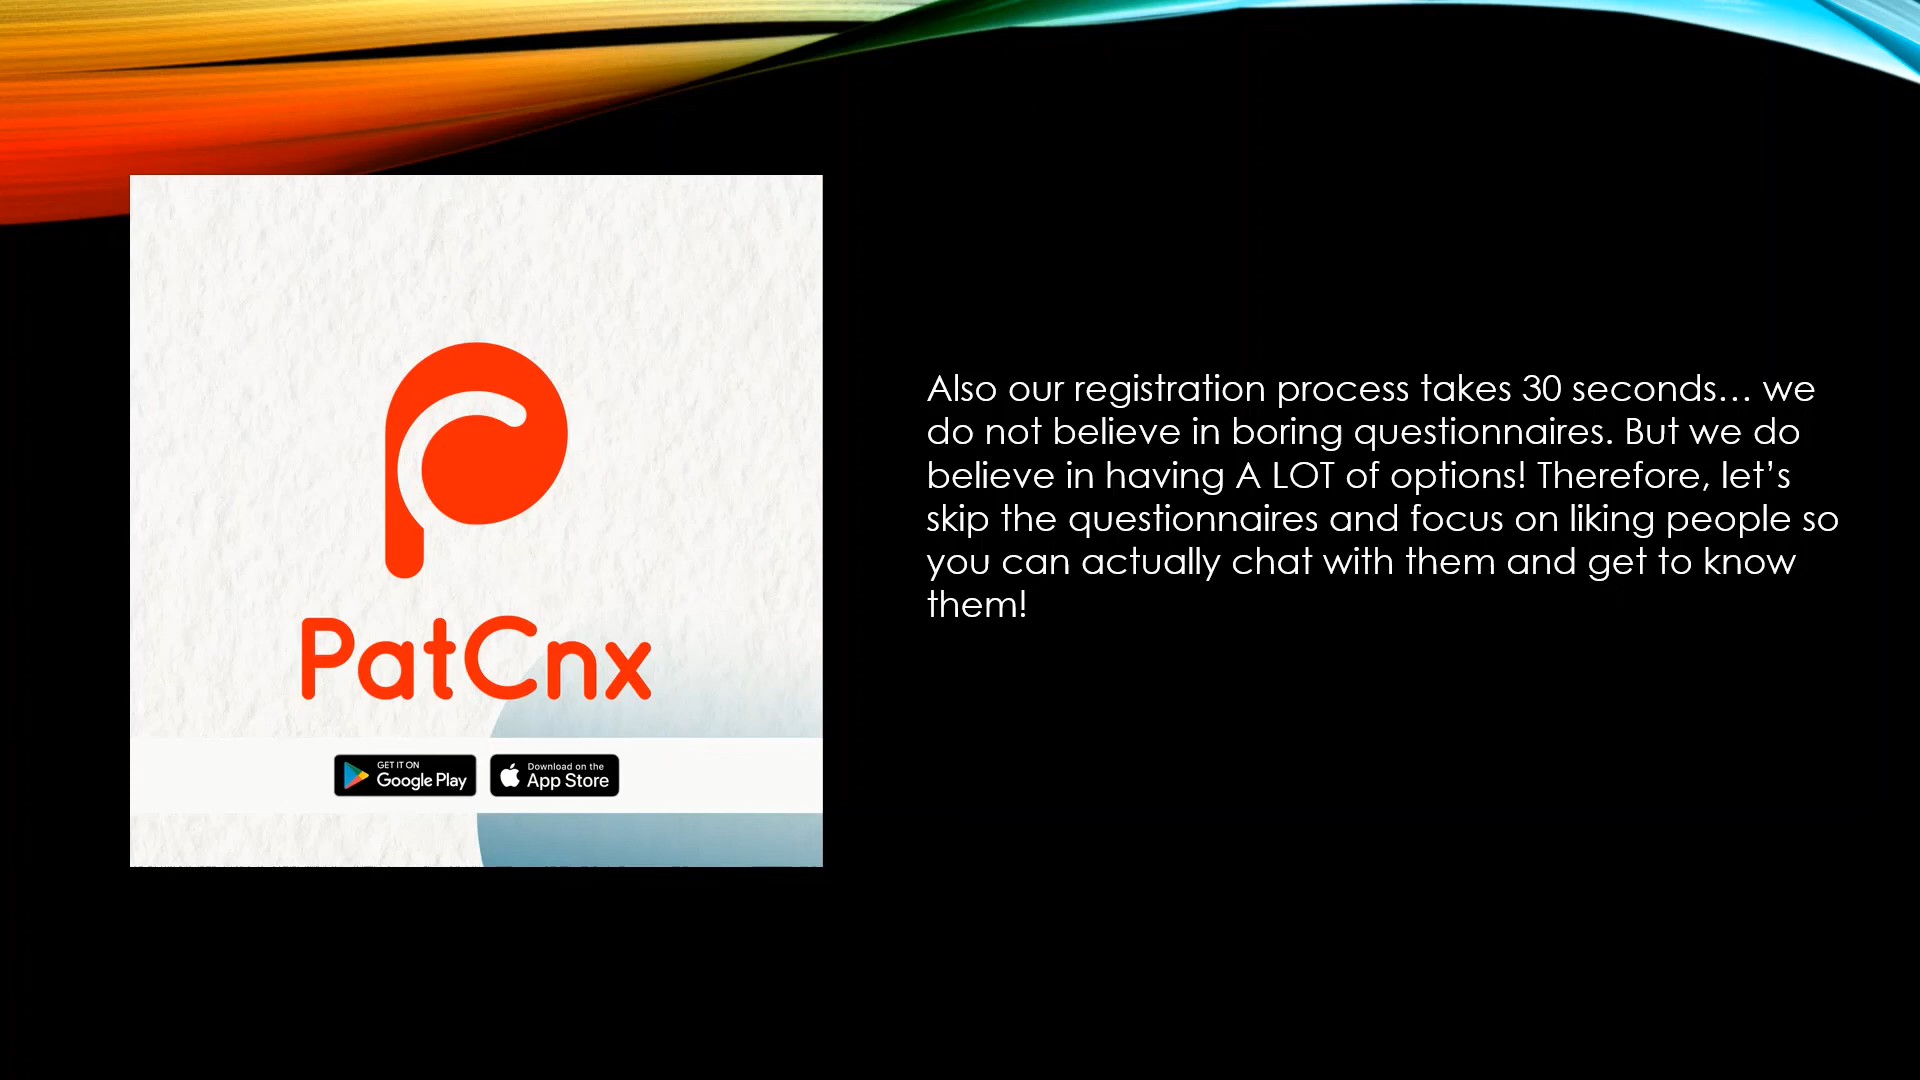 PatCnx
GET IT ON
Google Play
Download on the
App Store
Also our registration process takes 30 seconds… we
do not believe in boring questionnaires. But we do
believe in having A LOT of options! Therefore, let’s
skip the questionnaires and focus on liking people so
you can actually chat with them and get to know
them!